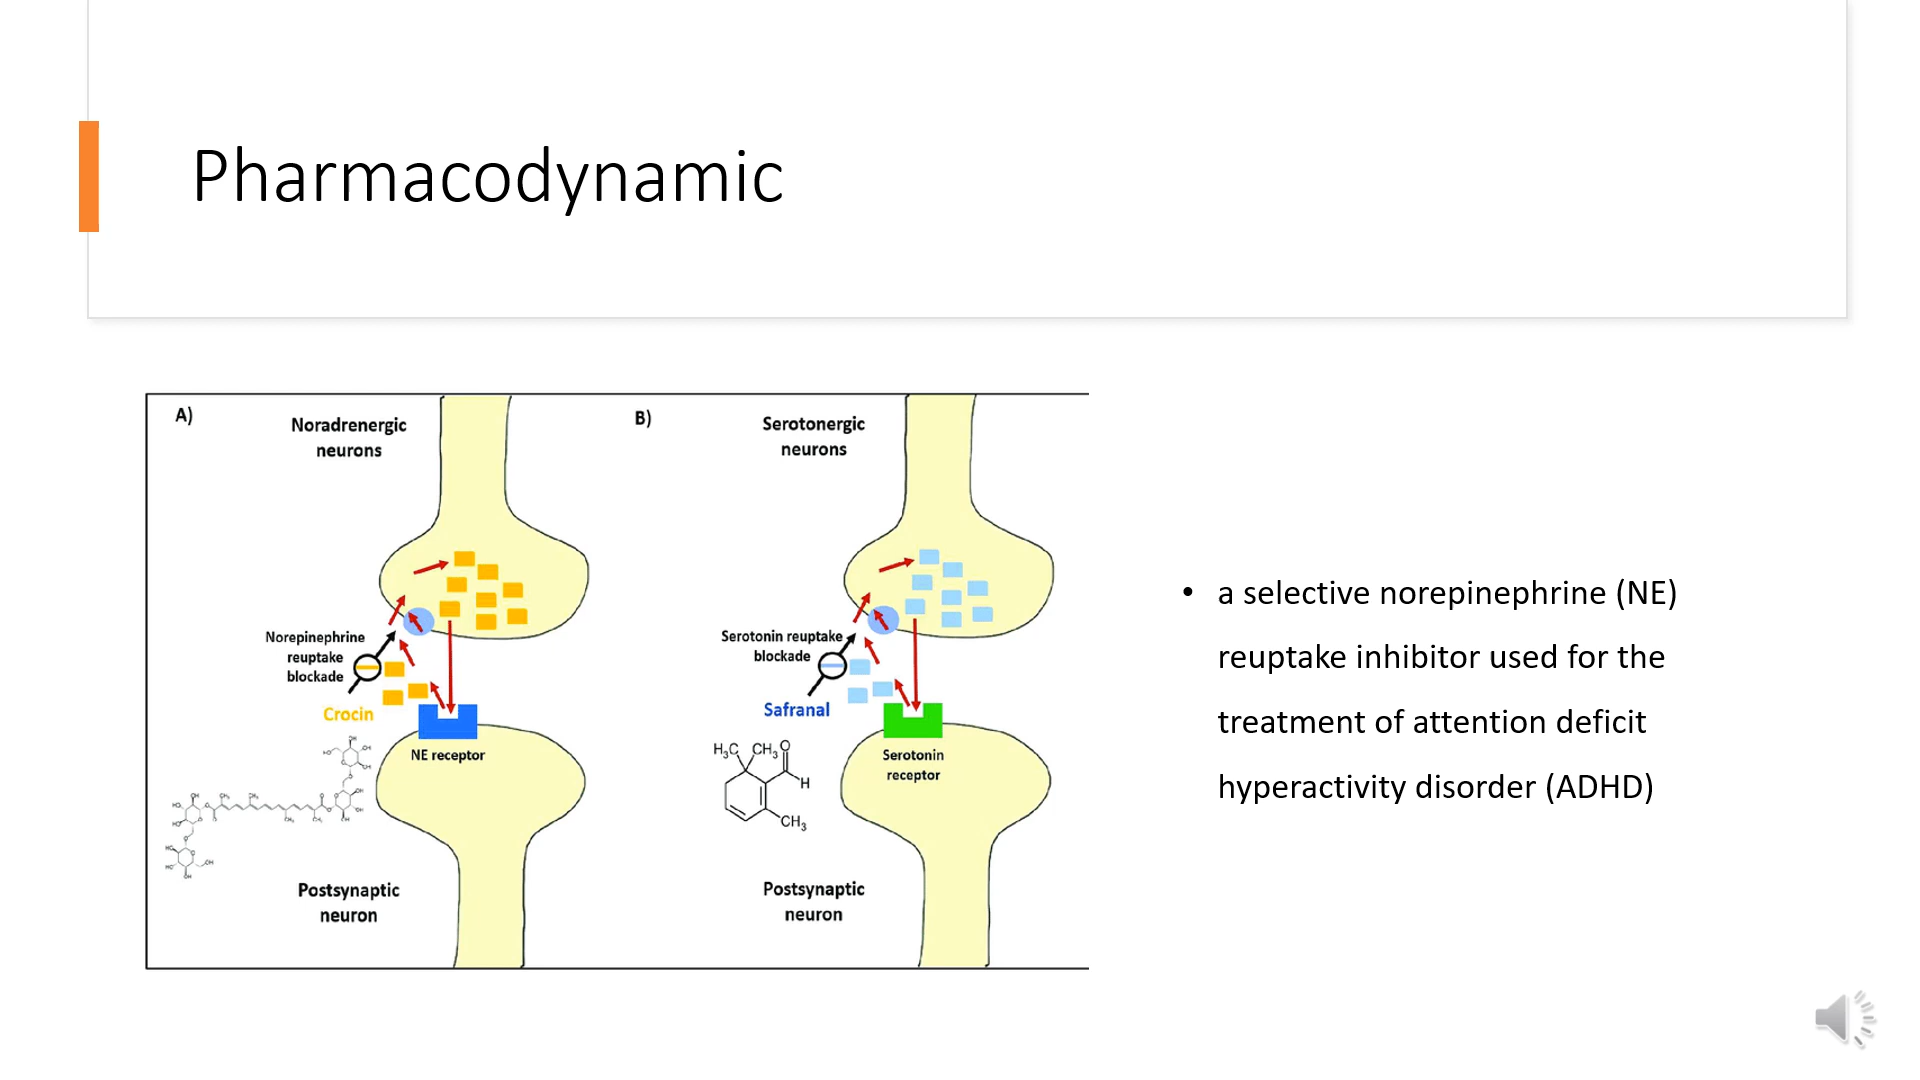 Pharmacodynamic
A)
Noradrenergic
neurons
Norepinephrine
reuptake
blockade
Crocin
NE receptor
Postsynaptic
neuron
B)
Serotonergic
neurons
Serotonin reuptake
blockade
Safranal
H₃C
CH₃
O
H
CH₃
Serotonin
receptor
Postsynaptic
neuron
• a selective norepinephrine (NE)
reuptake inhibitor used for the
treatment of attention deficit
hyperactivity disorder (ADHD)